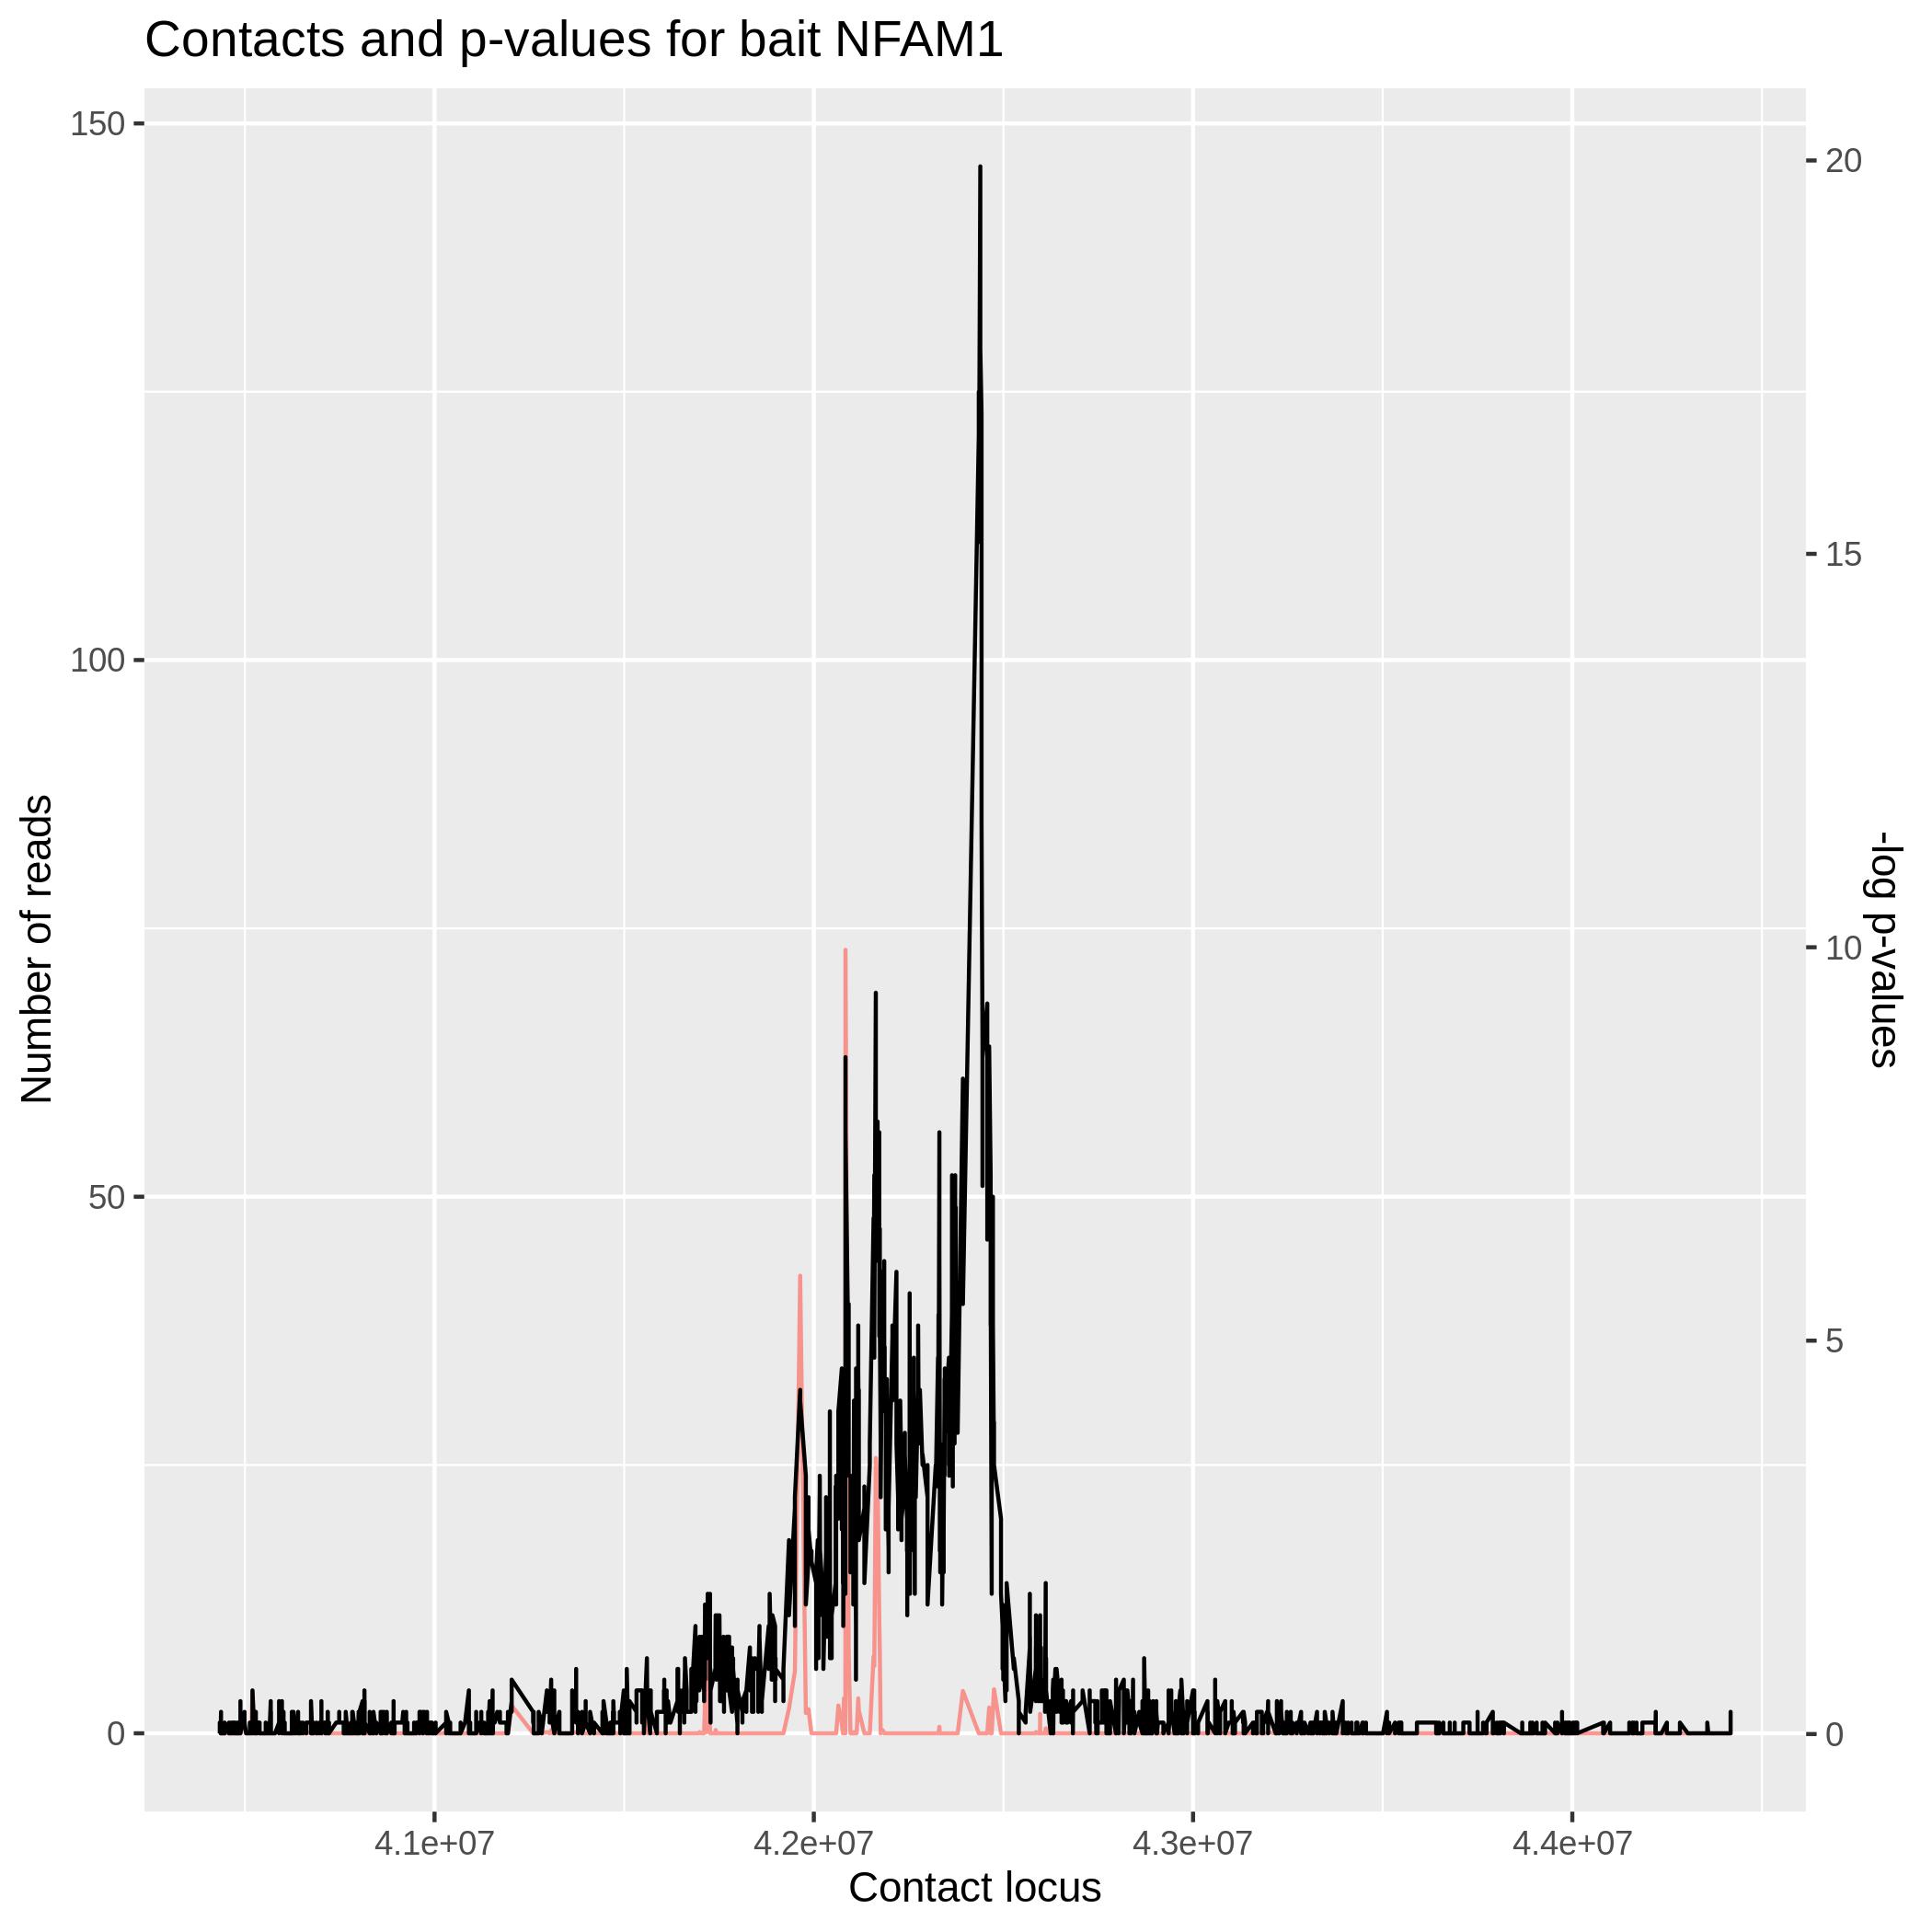 Contacts and p-values for bait NFAM1
150
100
50
0
Number of reads
20
15
10
5
0
-log p-values
4.1e+07 4.2e+07 4.3e+07 4.4e+07
Contact locus